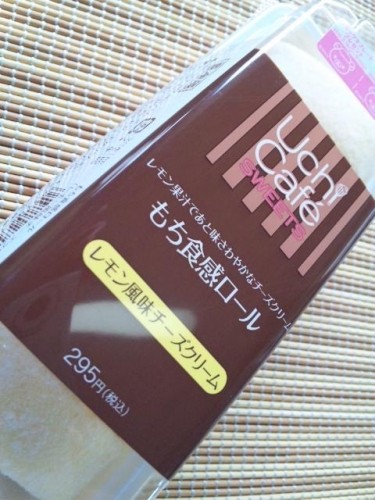 Uchi
Café
SWEETS
レモン果汁であと味さわやかなチーズクリーム
もち食感ロール
レモン風味チーズクリーム
295円(税込)